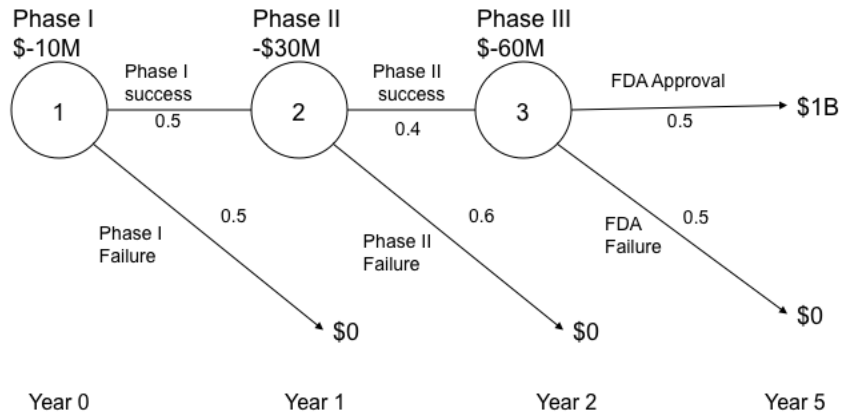 Phase I
$-10M
Phase II
-$30M
Phase III
$-60M
Phase I
success
Phase II
success
FDA Approval
1
2
3
$1B
0.5
0.4
0.5
0.5
0.6
0.5
Phase I
Failure
Phase II
Failure
FDA
Failure
$0
$0
$0
Year 0
Year 1
Year 2
Year 5